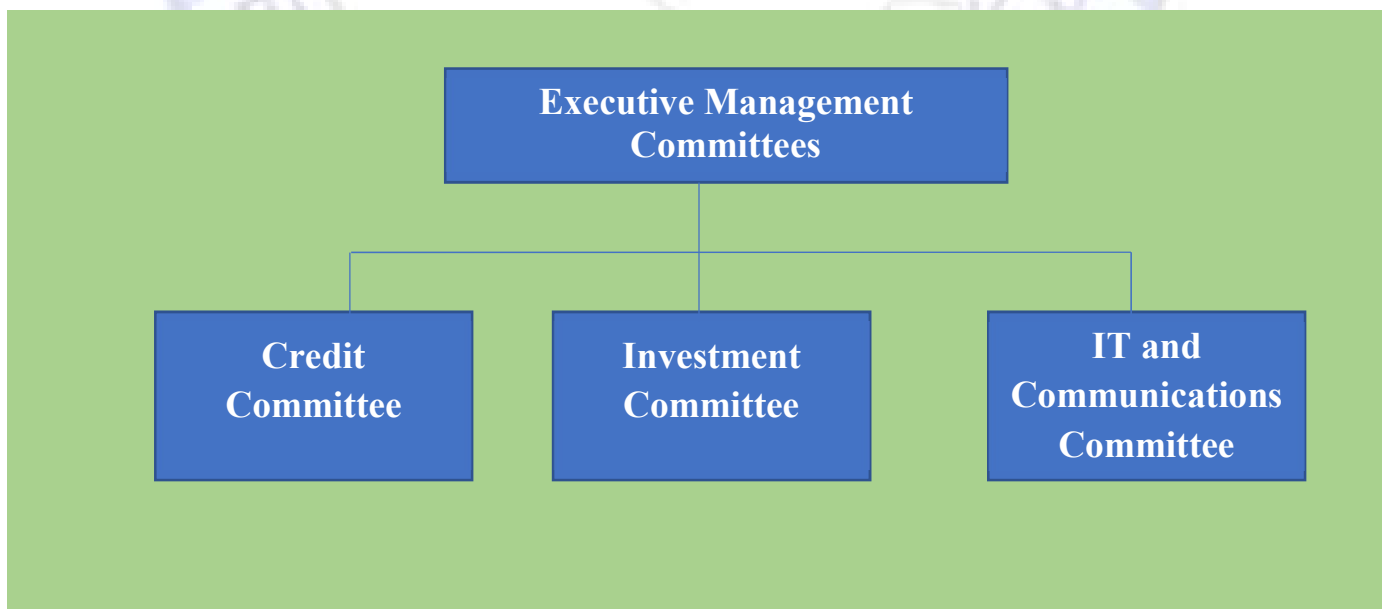 Executive Management
Committees
Credit
Committee
Investment
Committee
IT and
Communications
Committee